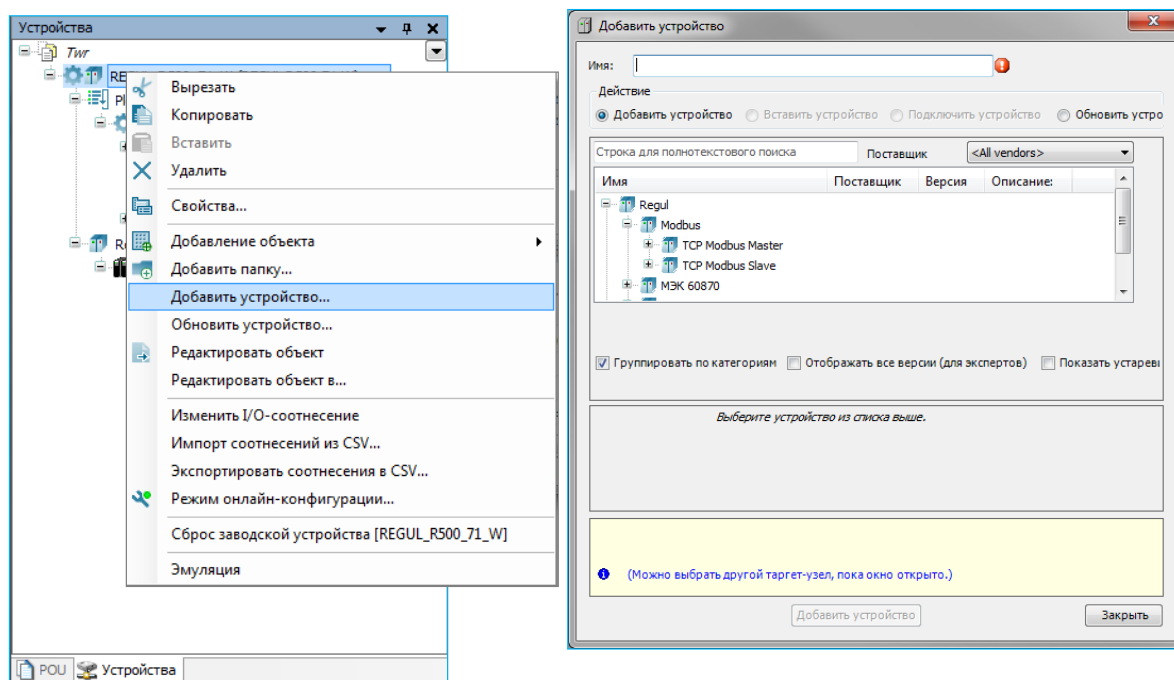 Устройства
Twr
Вырезать
Копировать
Вставить
Удалить
Свойства...
Добавление объекта
Добавить папку...
Добавить устройство...
Обновить устройство...
Редактировать объект
Редактировать объект в...
Изменить I/O-соотнесение
Импорт соотнесений из CSV...
Экспортировать соотнесения в CSV...
Режим онлайн-конфигурации...
Сброс заводской устройства [REGUL_R500_71_W]
Эмуляция
POU Устройства
Добавить устройство
Имя:
Действие
Добавить устройство Вставить устройство Подключить устройство Обновить устро
Строка для полнотекстового поиска Поставщик <All vendors>
Имя Поставщик Версия Описание:
Regul
Modbus
TCP Modbus Master
TCP Modbus Slave
МЭК 60870
Группировать по категориям Отображать все версии (для экспертов) Показать устареви
Выберите устройство из списка выше.
(Можно выбрать другой таргет-узел, пока окно открыто.)
Добавить устройство Закрыть